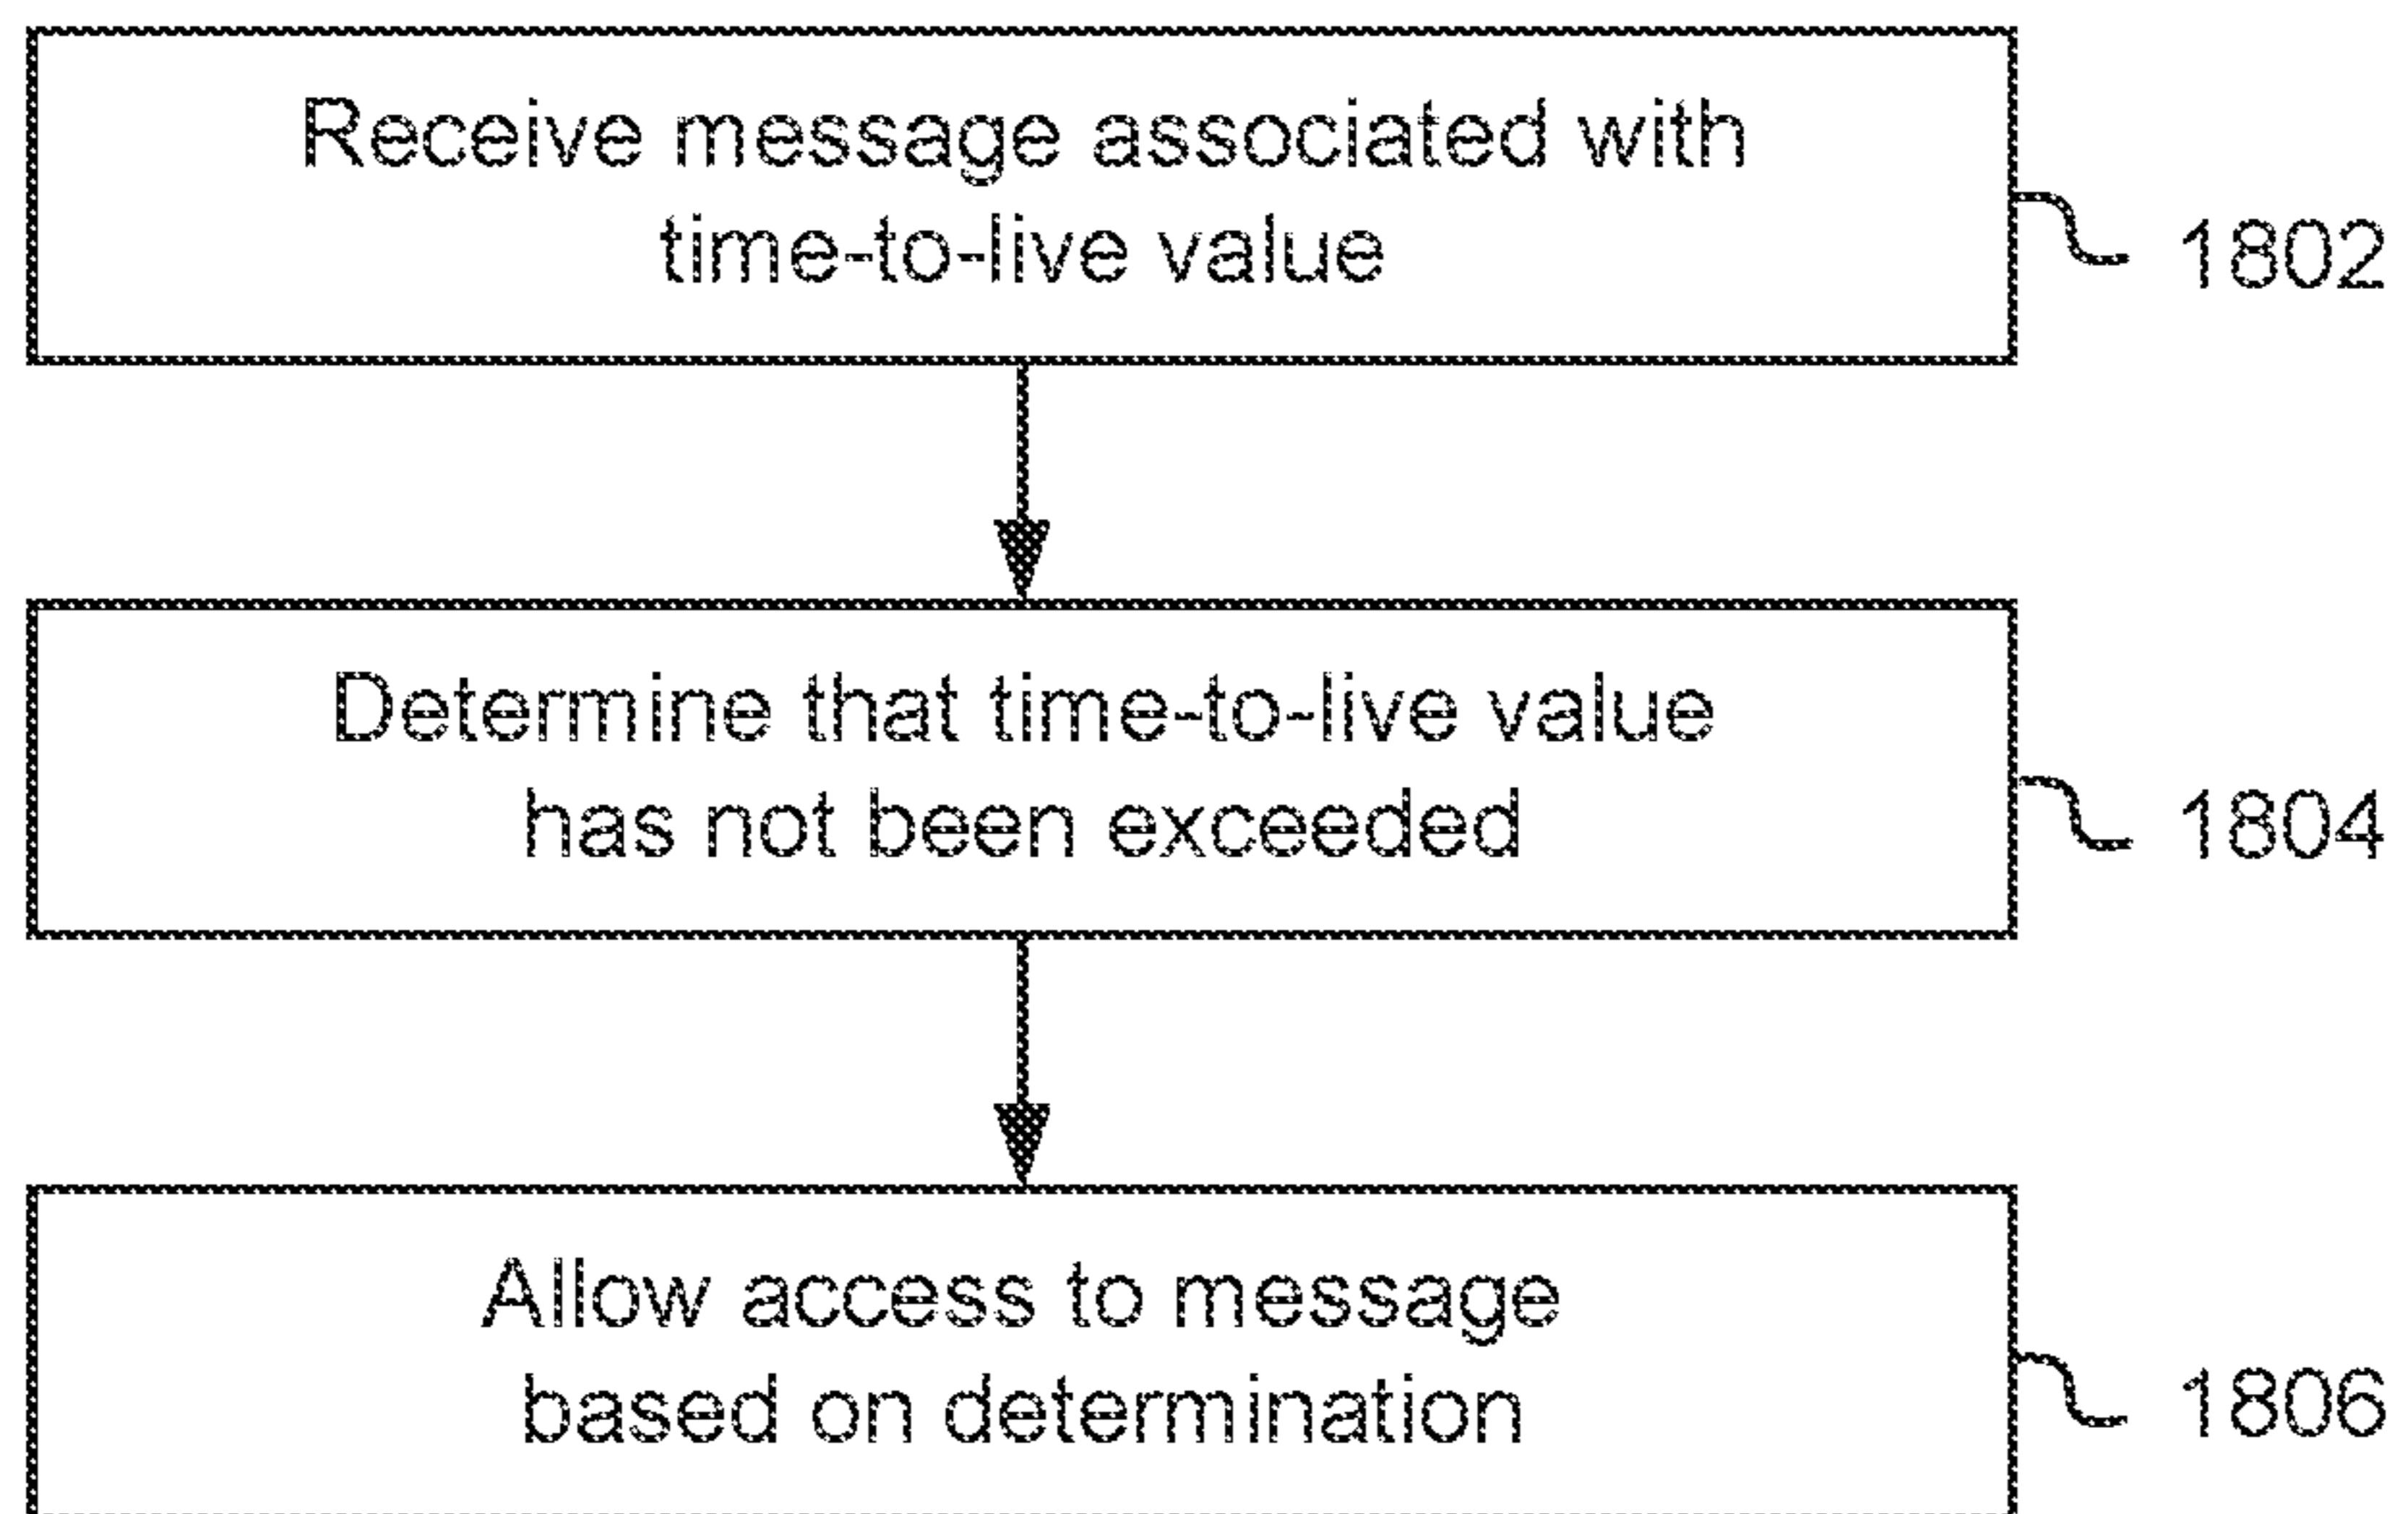 Receive message associated with
time-to-live value
1802
Determine that time-to-live value
has not been exceeded
1804
Allow access to message
based on determination
1806